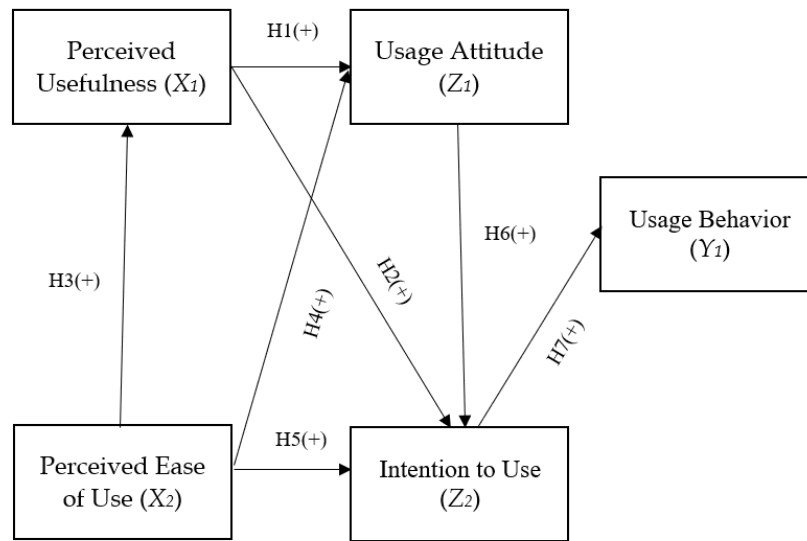 H1(+)
Perceived
Usefulness (X1)
Usage Attitude
(Z1)
Usage Behavior
(Y1)
H6(+)
H2(+)
H3(+)
H4(+)
H7(+)
H5(+)
Perceived Ease
of Use (X2)
Intention to Use
(Z2)